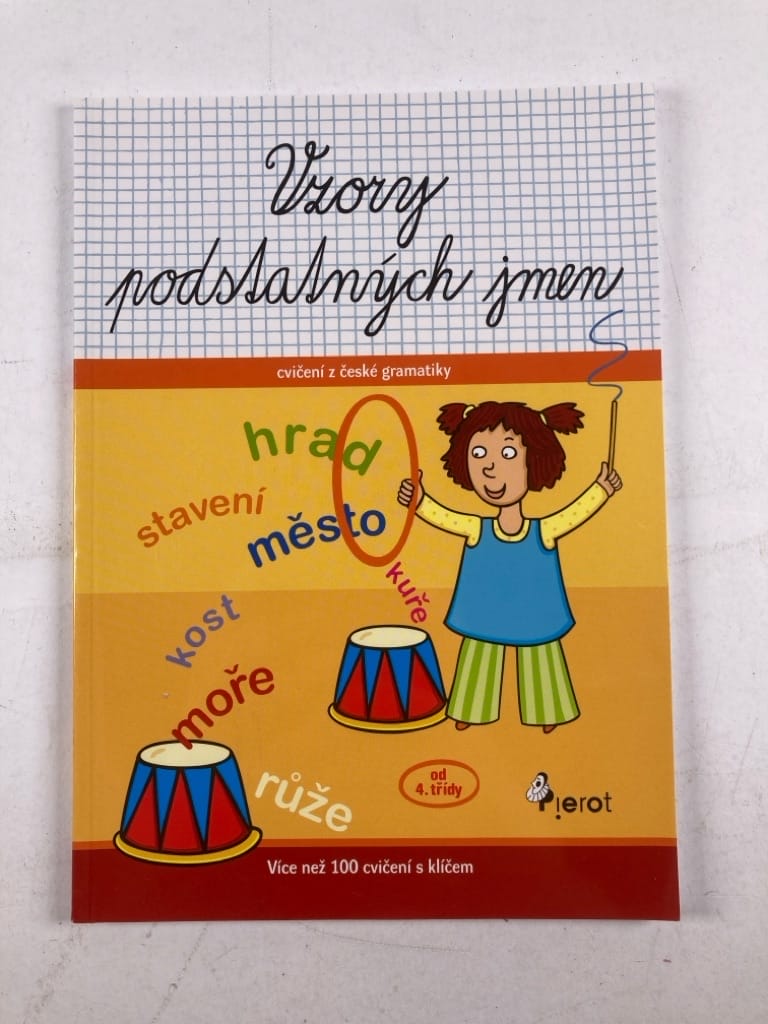 Vzory
podstatných jmen
cvičení z české gramatiky
hrad
stavení
město
kuře
kost
moře
růže
od
4. třídy
Pierot
Více než 100 cvičení s klíčem